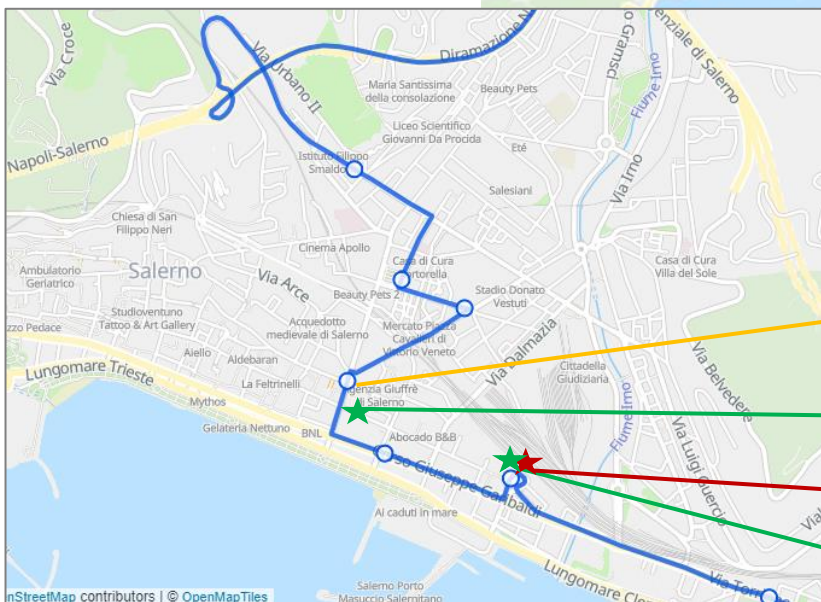 Via Croce
Via Urbano II
Diramazione N
o Gramsci
enziale di Salerno
Fiume Irno
Maria Santissima
della consolazione
Beauty Pets
Liceo Scientifico
Giovanni Da Procida
Eté
Napoli-Salerno
Istituto Filippo
Smaldo
Via Irno
Salesiani
Chiesa di San
Filippo Neri
Cinema Apollo
Casa di Cura
ortorella
Casa di Cura
Villa del Sole
Ambulatorio
Geriatrico
Salerno
Via Arce
Beauty Pets 2
Stadio Donato
Vestuti
Studioventuno
Tattoo & Art Gallery
Acquedotto
medievale di Salerno
Mercato Piazza
Cavalieri di
Vittorio Veneto
zzo Pedace
Aiello
Aldebaran
Via Dalmazia
Cittadella
Giudiziaria
Via Belvedere
Lungomare Trieste
La Feltrinelli
genzia Giuffrè
di Salerno
Mythos
Gelateria Nettuno
BNL
Abocado B&B
Fiume Irno
Via Luigi Guercio
so Giuseppe Garibaldi
Ai caduti in mare
Salerno Porto
Masuccio Salernitano
Lungomare Cle
Via Torr
nStreetMap contributors | © OpenMapTiles